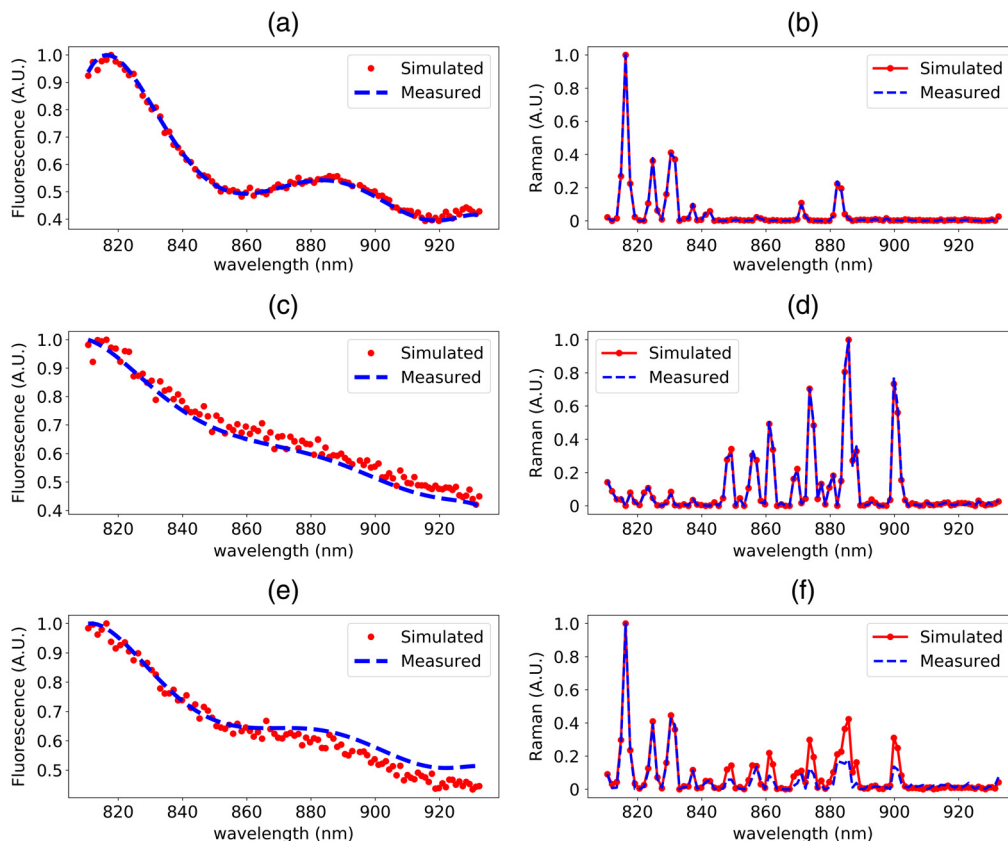 (a)
Fluorescence (A.U.)
1.0
0.9
0.8
0.7
0.6
0.5
0.4
Simulated
Measured
820 840 860 880 900 920
wavelength (nm)
(b)
Raman (A.U.)
1.0
0.8
0.6
0.4
0.2
0
Simulated
Measured
820 840 860 880 900 920
wavelength (nm)
(c)
Fluorescence (A.U.)
1.0
0.9
0.8
0.7
0.6
0.5
0.4
Simulated
Measured
820 840 860 880 900 920
wavelength (nm)
(d)
Raman (A.U.)
1.0
0.8
0.6
0.4
0.2
0
Simulated
Measured
820 840 860 880 900 920
wavelength (nm)
(e)
Fluorescence (A.U.)
1.0
0.9
0.8
0.7
0.6
0.5
Simulated
Measured
820 840 860 880 900 920
wavelength (nm)
(f)
Raman (A.U.)
1.0
0.8
0.6
0.4
0.2
0
Simulated
Measured
820 840 860 880 900 920
wavelength (nm)